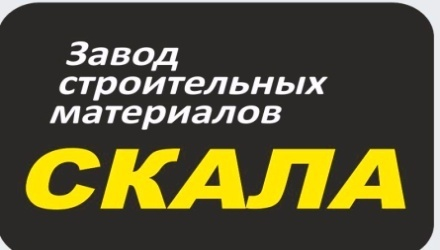 Завод
строительных
материалов
СКАЛА